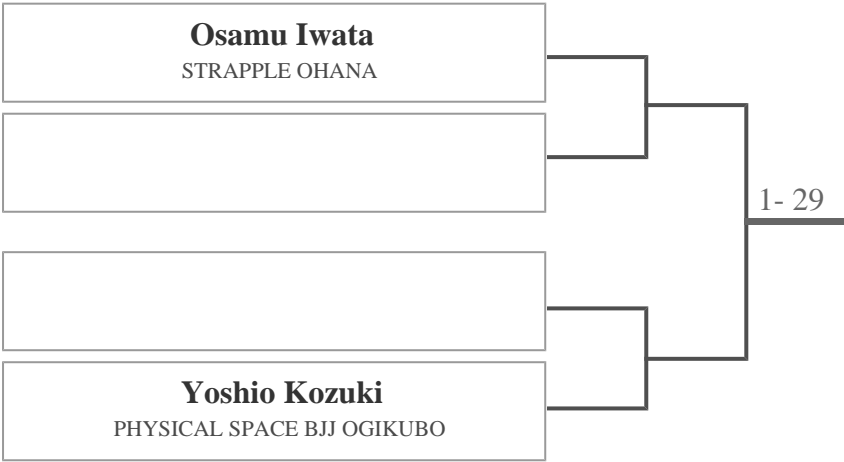 Osamu Iwata
STRAPPLE OHANA
1- 29
Yoshio Kozuki
PHYSICAL SPACE BJJ OGIKUBO